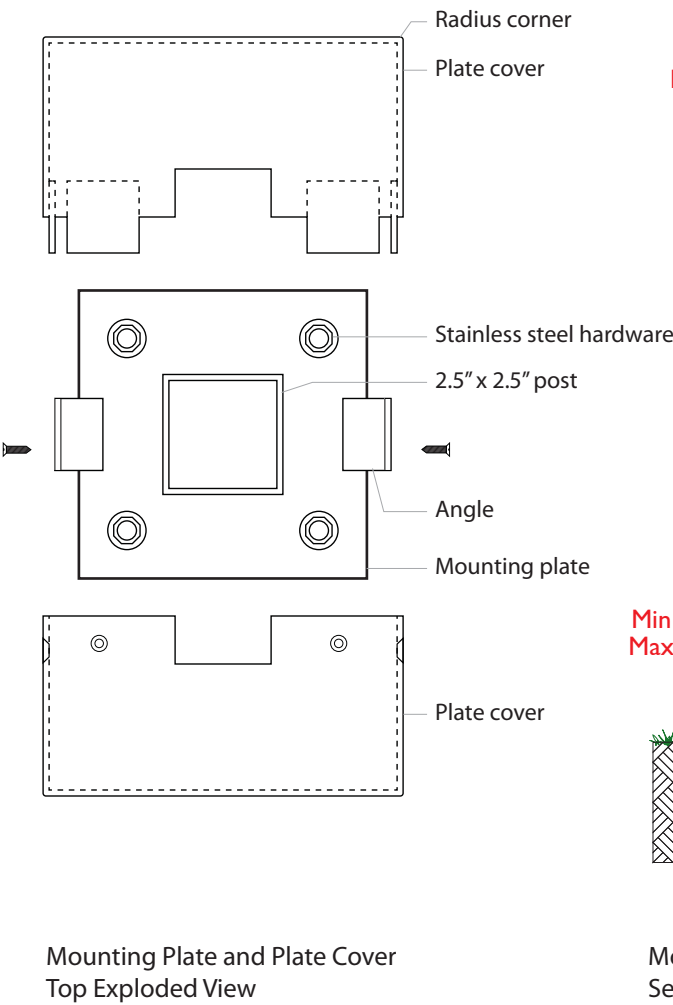 Radius corner
Plate cover
Stainless steel hardware
2.5” x 2.5” post
Angle
Mounting plate
Min
Max
Plate cover
Mounting Plate and Plate Cover
Top Exploded View